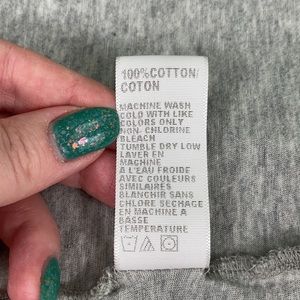 100% COTTON/
COTON
MACHINE WASH
COLD WITH LIKE
COLORS ONLY
NON- CHLORINE
BLEACH
TUMBLE DRY LOW
LAVER EN
MACHINE
A L'EAU FROIDE
AVEC COULEURS
SIMILAIRES
BLANCHIR SANS
CHLORE SECHAGE
EN MACHINE A
BASSE
TEMPERATURE